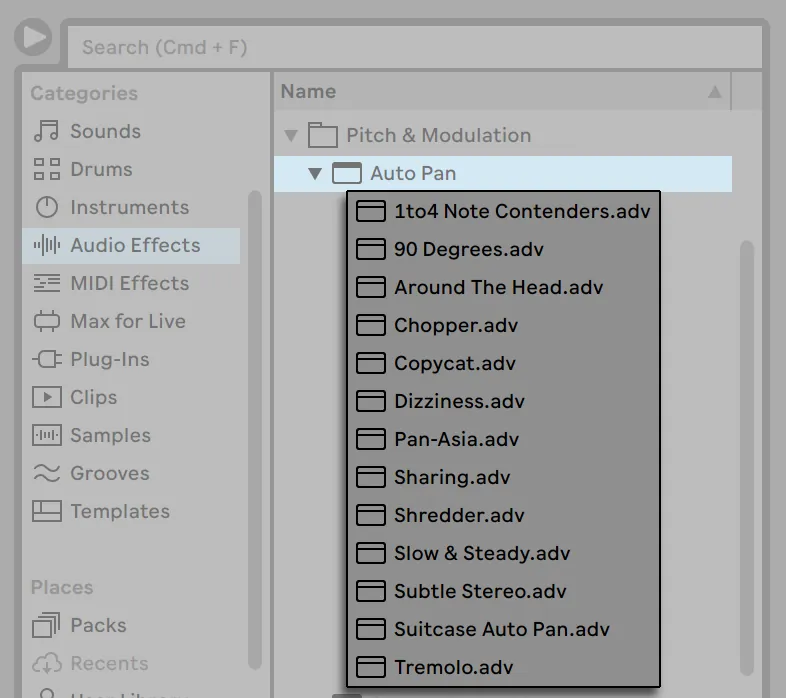 Search (Cmd + F)
Categories
Sounds
Drums
Instruments
Audio Effects
MIDI Effects
Max for Live
Plug-Ins
Clips
Samples
Grooves
Templates
Places
Packs
Recents
User Library
Name
Pitch & Modulation
Auto Pan
1to4 Note Contenders.adv
90 Degrees.adv
Around The Head.adv
Chopper.adv
Copycat.adv
Dizziness.adv
Pan-Asia.adv
Sharing.adv
Shredder.adv
Slow & Steady.adv
Subtle Stereo.adv
Suitcase Auto Pan.adv
Tremolo.adv